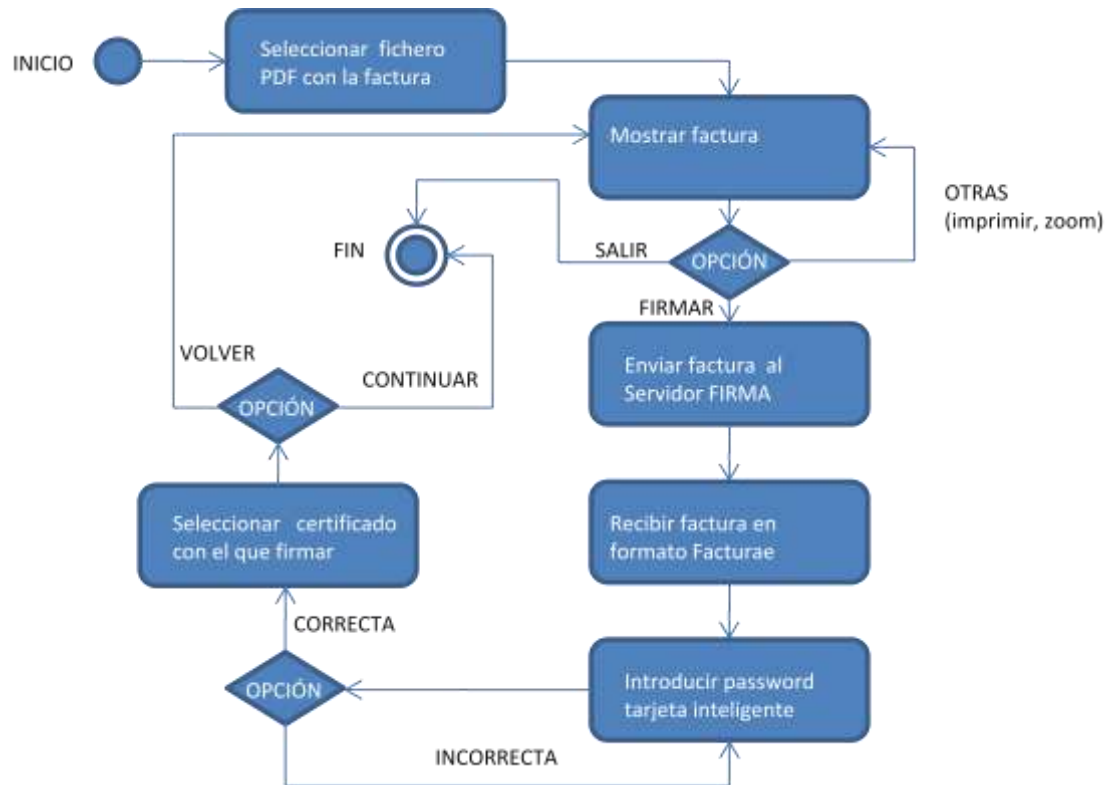 INICIO
Seleccionar fichero
PDF con la factura
Mostrar factura
OTRAS
(imprimir, zoom)
FIN
SALIR
OPCIÓN
FIRMAR
VOLVER
CONTINUAR
OPCIÓN
Enviar factura al
Servidor FIRMA
Seleccionar certificado
con el que firmar
Recibir factura en
formato Facturae
CORRECTA
OPCIÓN
Introducir password
tarjeta inteligente
INCORRECTA